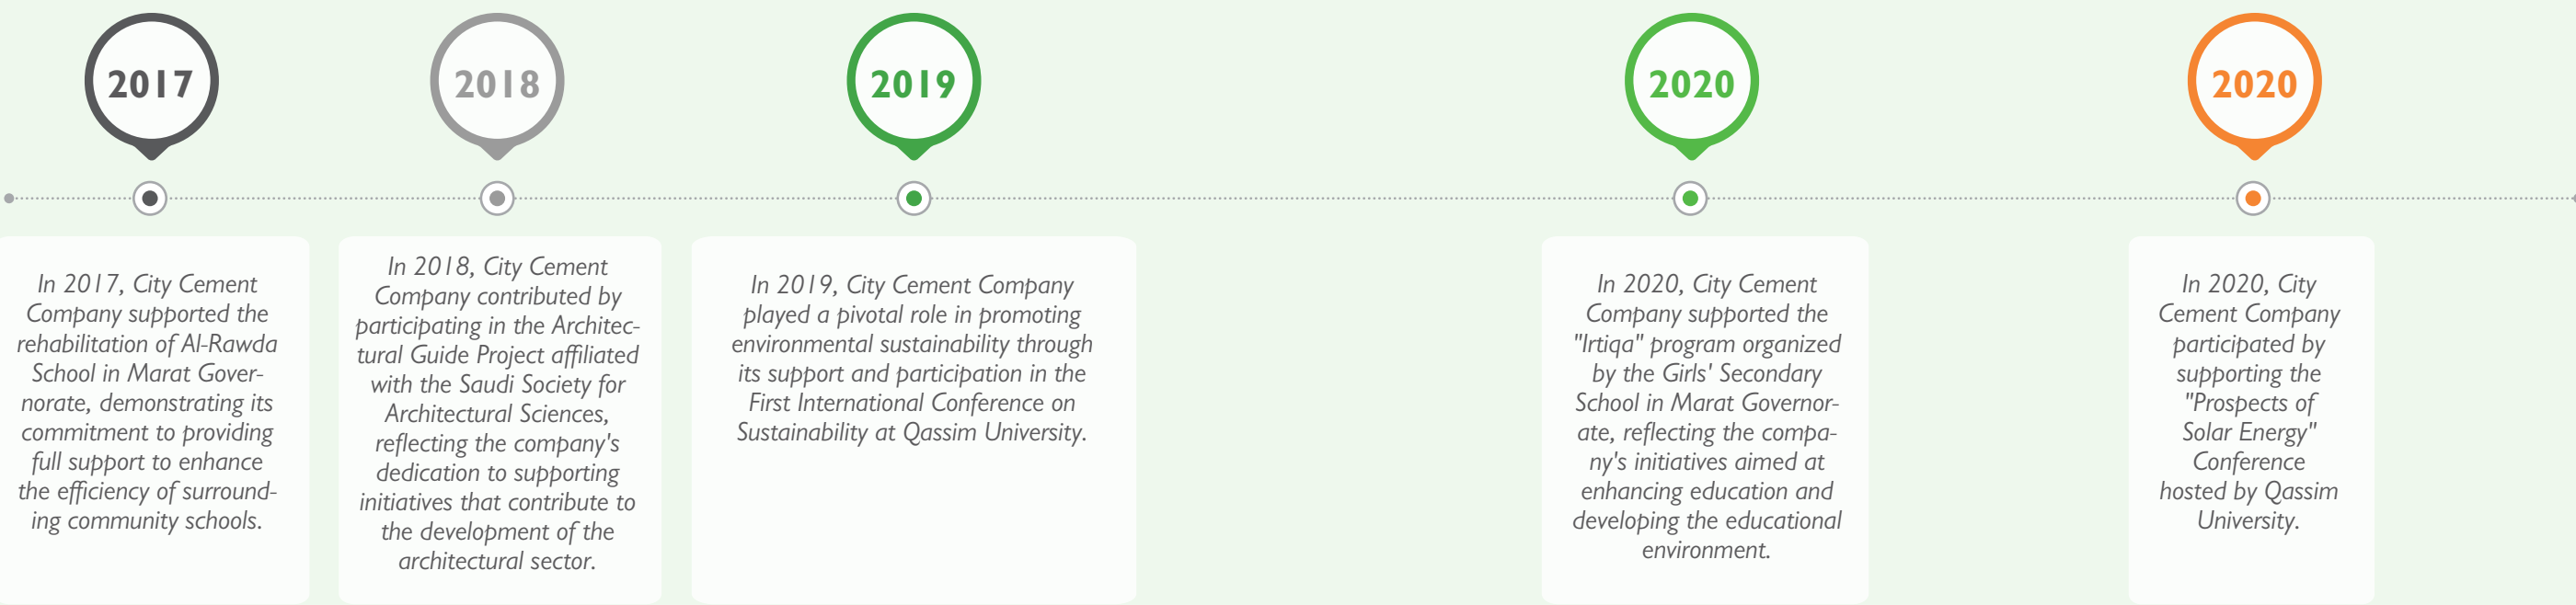 2017
In 2017, City Cement
Company supported the
rehabilitation of Al-Rawda
School in Marat Gover-
norate, demonstrating its
commitment to providing
full support to enhance
the efficiency of surround-
ing community schools.
2018
In 2018, City Cement
Company contributed by
participating in the Architec-
tural Guide Project affiliated
with the Saudi Society for
Architectural Sciences,
reflecting the company's
dedication to supporting
initiatives that contribute to
the development of the
architectural sector.
2019
In 2019, City Cement Company
played a pivotal role in promoting
environmental sustainability through
its support and participation in the
First International Conference on
Sustainability at Qassim University.
2020
In 2020, City Cement
Company supported the
"Irtiqa" program organized
by the Girls' Secondary
School in Marat Governor-
ate, reflecting the compa-
ny's initiatives aimed at
enhancing education and
developing the educational
environment.
2020
In 2020, City
Cement Company
participated by
supporting the
"Prospects of
Solar Energy"
Conference
hosted by Qassim
University.